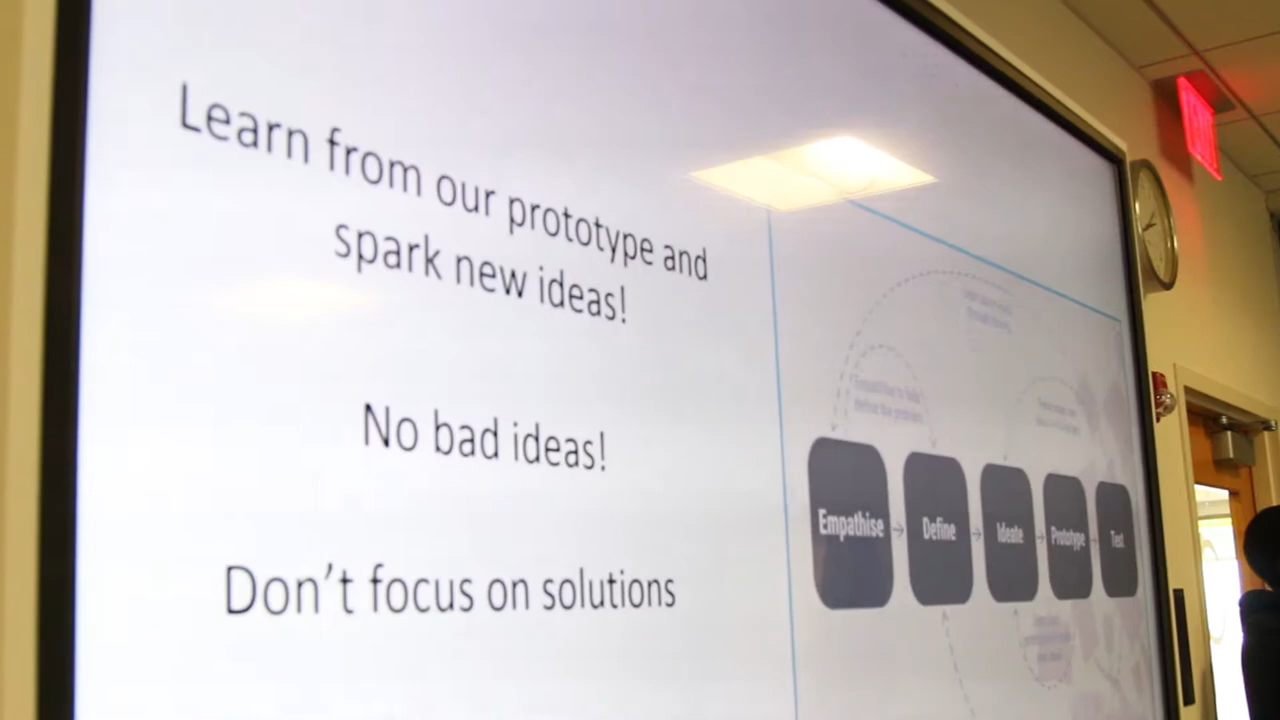 Learn from our prototype and
spark new ideas!
No bad ideas!
Don't focus on solutions
Empathise
Define
Ideate
Prototype
Test